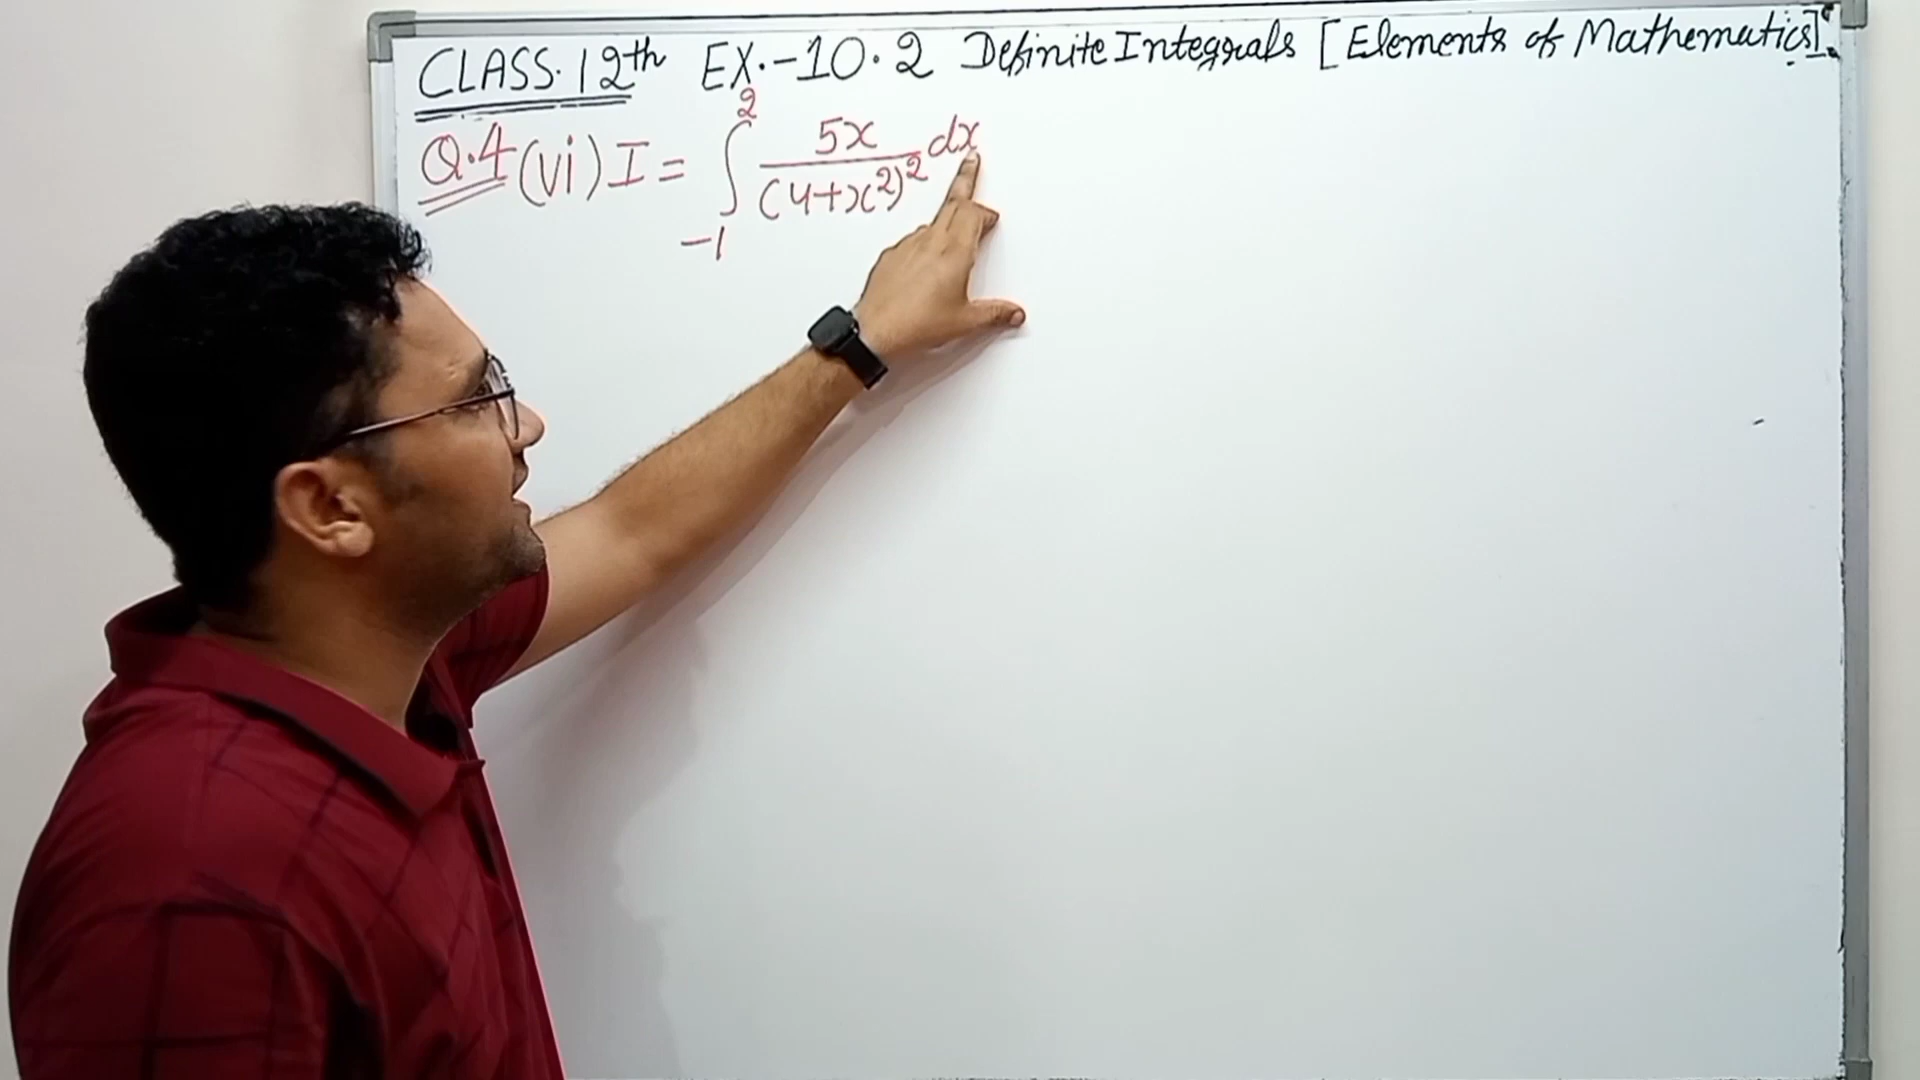 CLASS.12th EX.-10.2 Definite Integrals [Elements of Mathematics]
Q.4 (vi) I = ∫_{-1}^{2} 5x/(4+x²)² dx